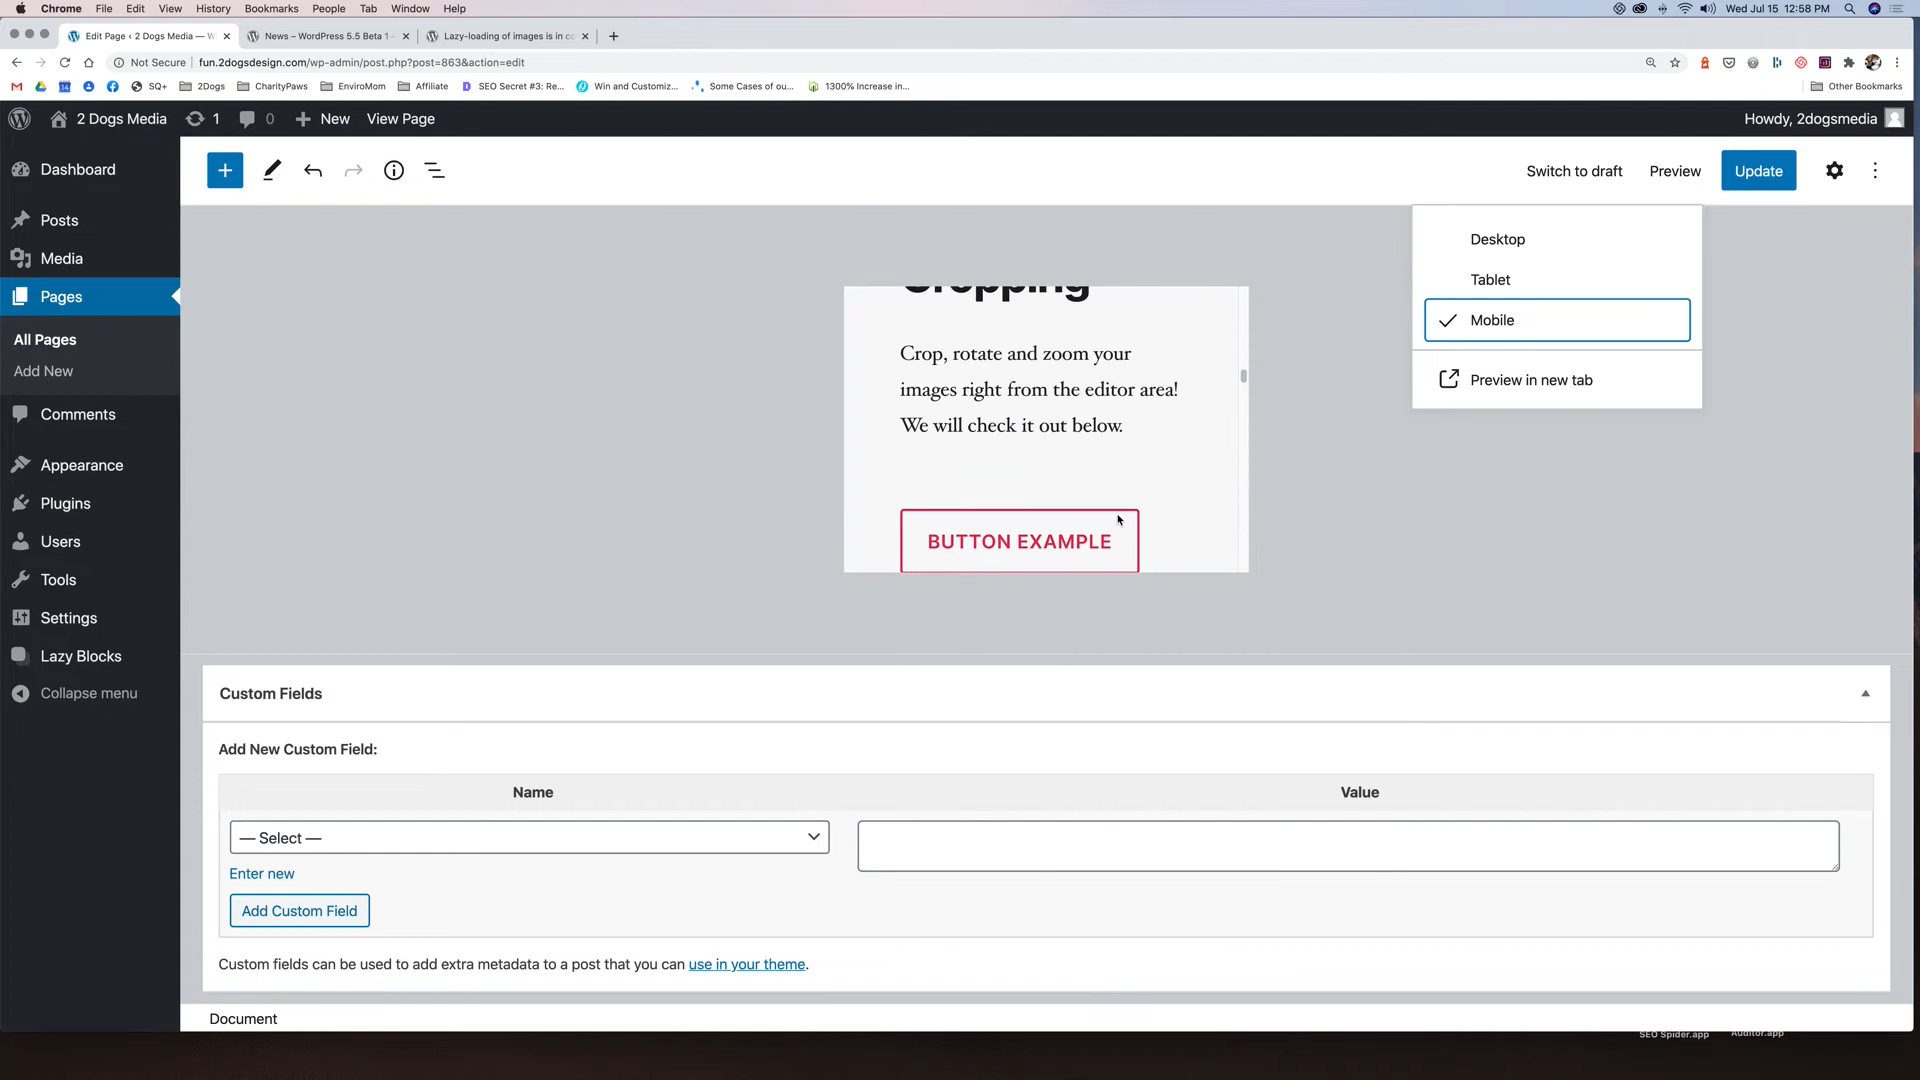 Chrome File Edit View History Bookmarks People Tab Window Help
Wed Jul 15 12:58 PM
Edit Page ‹ 2 Dogs Media — W
News – WordPress 5.5 Beta 1 –
Lazy-loading of images is in co
Not Secure fun.2dogsdesign.com/wp-admin/post.php?post=863&action=edit
SQ+ 2Dogs CharityPaws EnviroMom Affiliate SEO Secret #3: Re... Win and Customiz... Some Cases of ou... 1300% Increase in... Other Bookmarks
2 Dogs Media 1 0 New View Page Howdy, 2dogsmedia
Dashboard
Posts
Media
Pages
All Pages
Add New
Comments
Appearance
Plugins
Users
Tools
Settings
Lazy Blocks
Collapse menu
Switch to draft Preview Update
Desktop
Tablet
Mobile
Preview in new tab
Cropping
Crop, rotate and zoom your
images right from the editor area!
We will check it out below.
BUTTON EXAMPLE
Custom Fields
Add New Custom Field:
Name Value
— Select —
Enter new
Add Custom Field
Custom fields can be used to add extra metadata to a post that you can use in your theme.
Document
SEO Spider.app Auditor.app